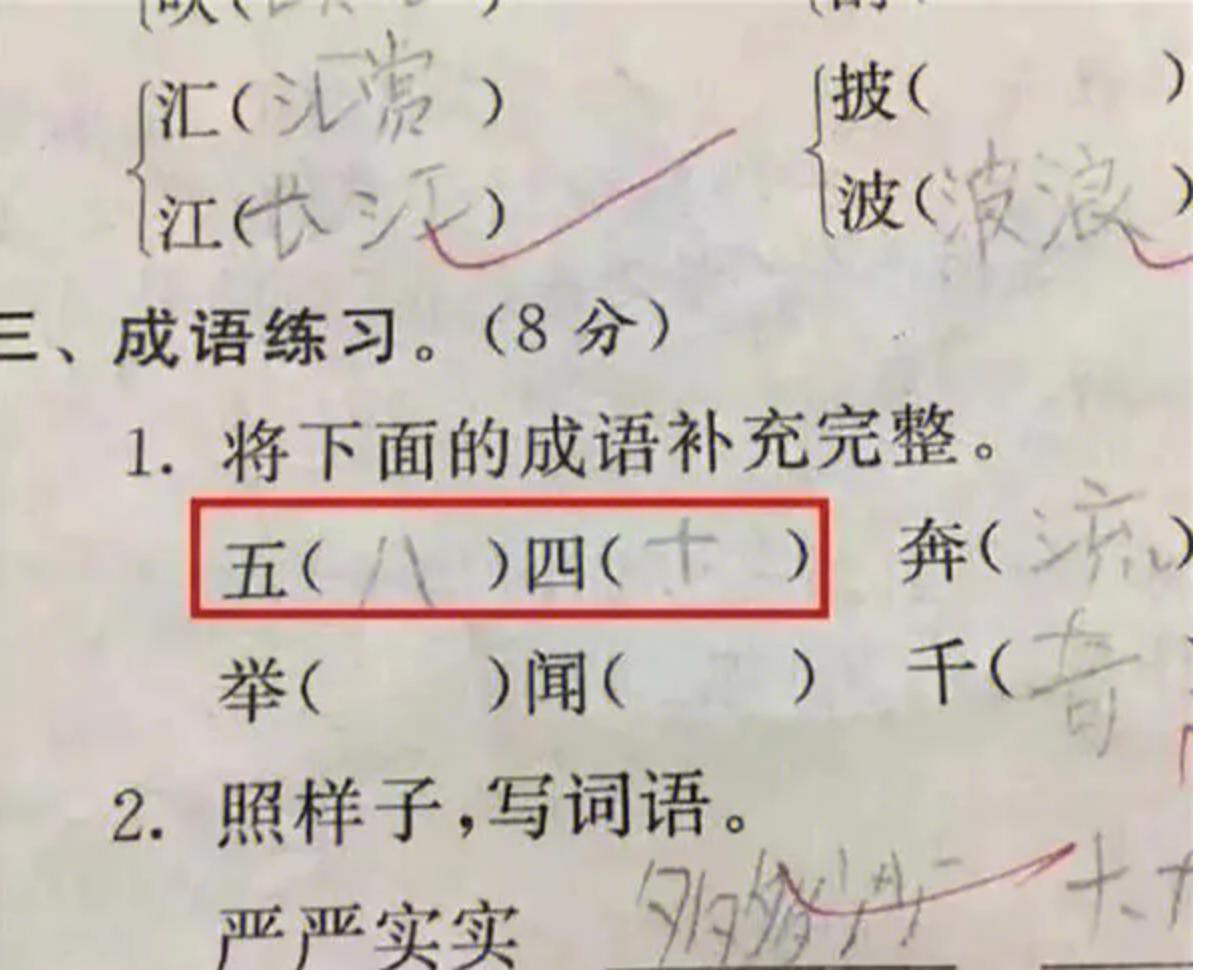 汇(汇赏) 披( )
江(长江) 波(波浪)
三、成语练习。(8分)
1. 将下面的成语补充完整。
五(八)四(十) 奔(流)
举( )闻( ) 千(奇)
2. 照样子,写词语。
严严实实